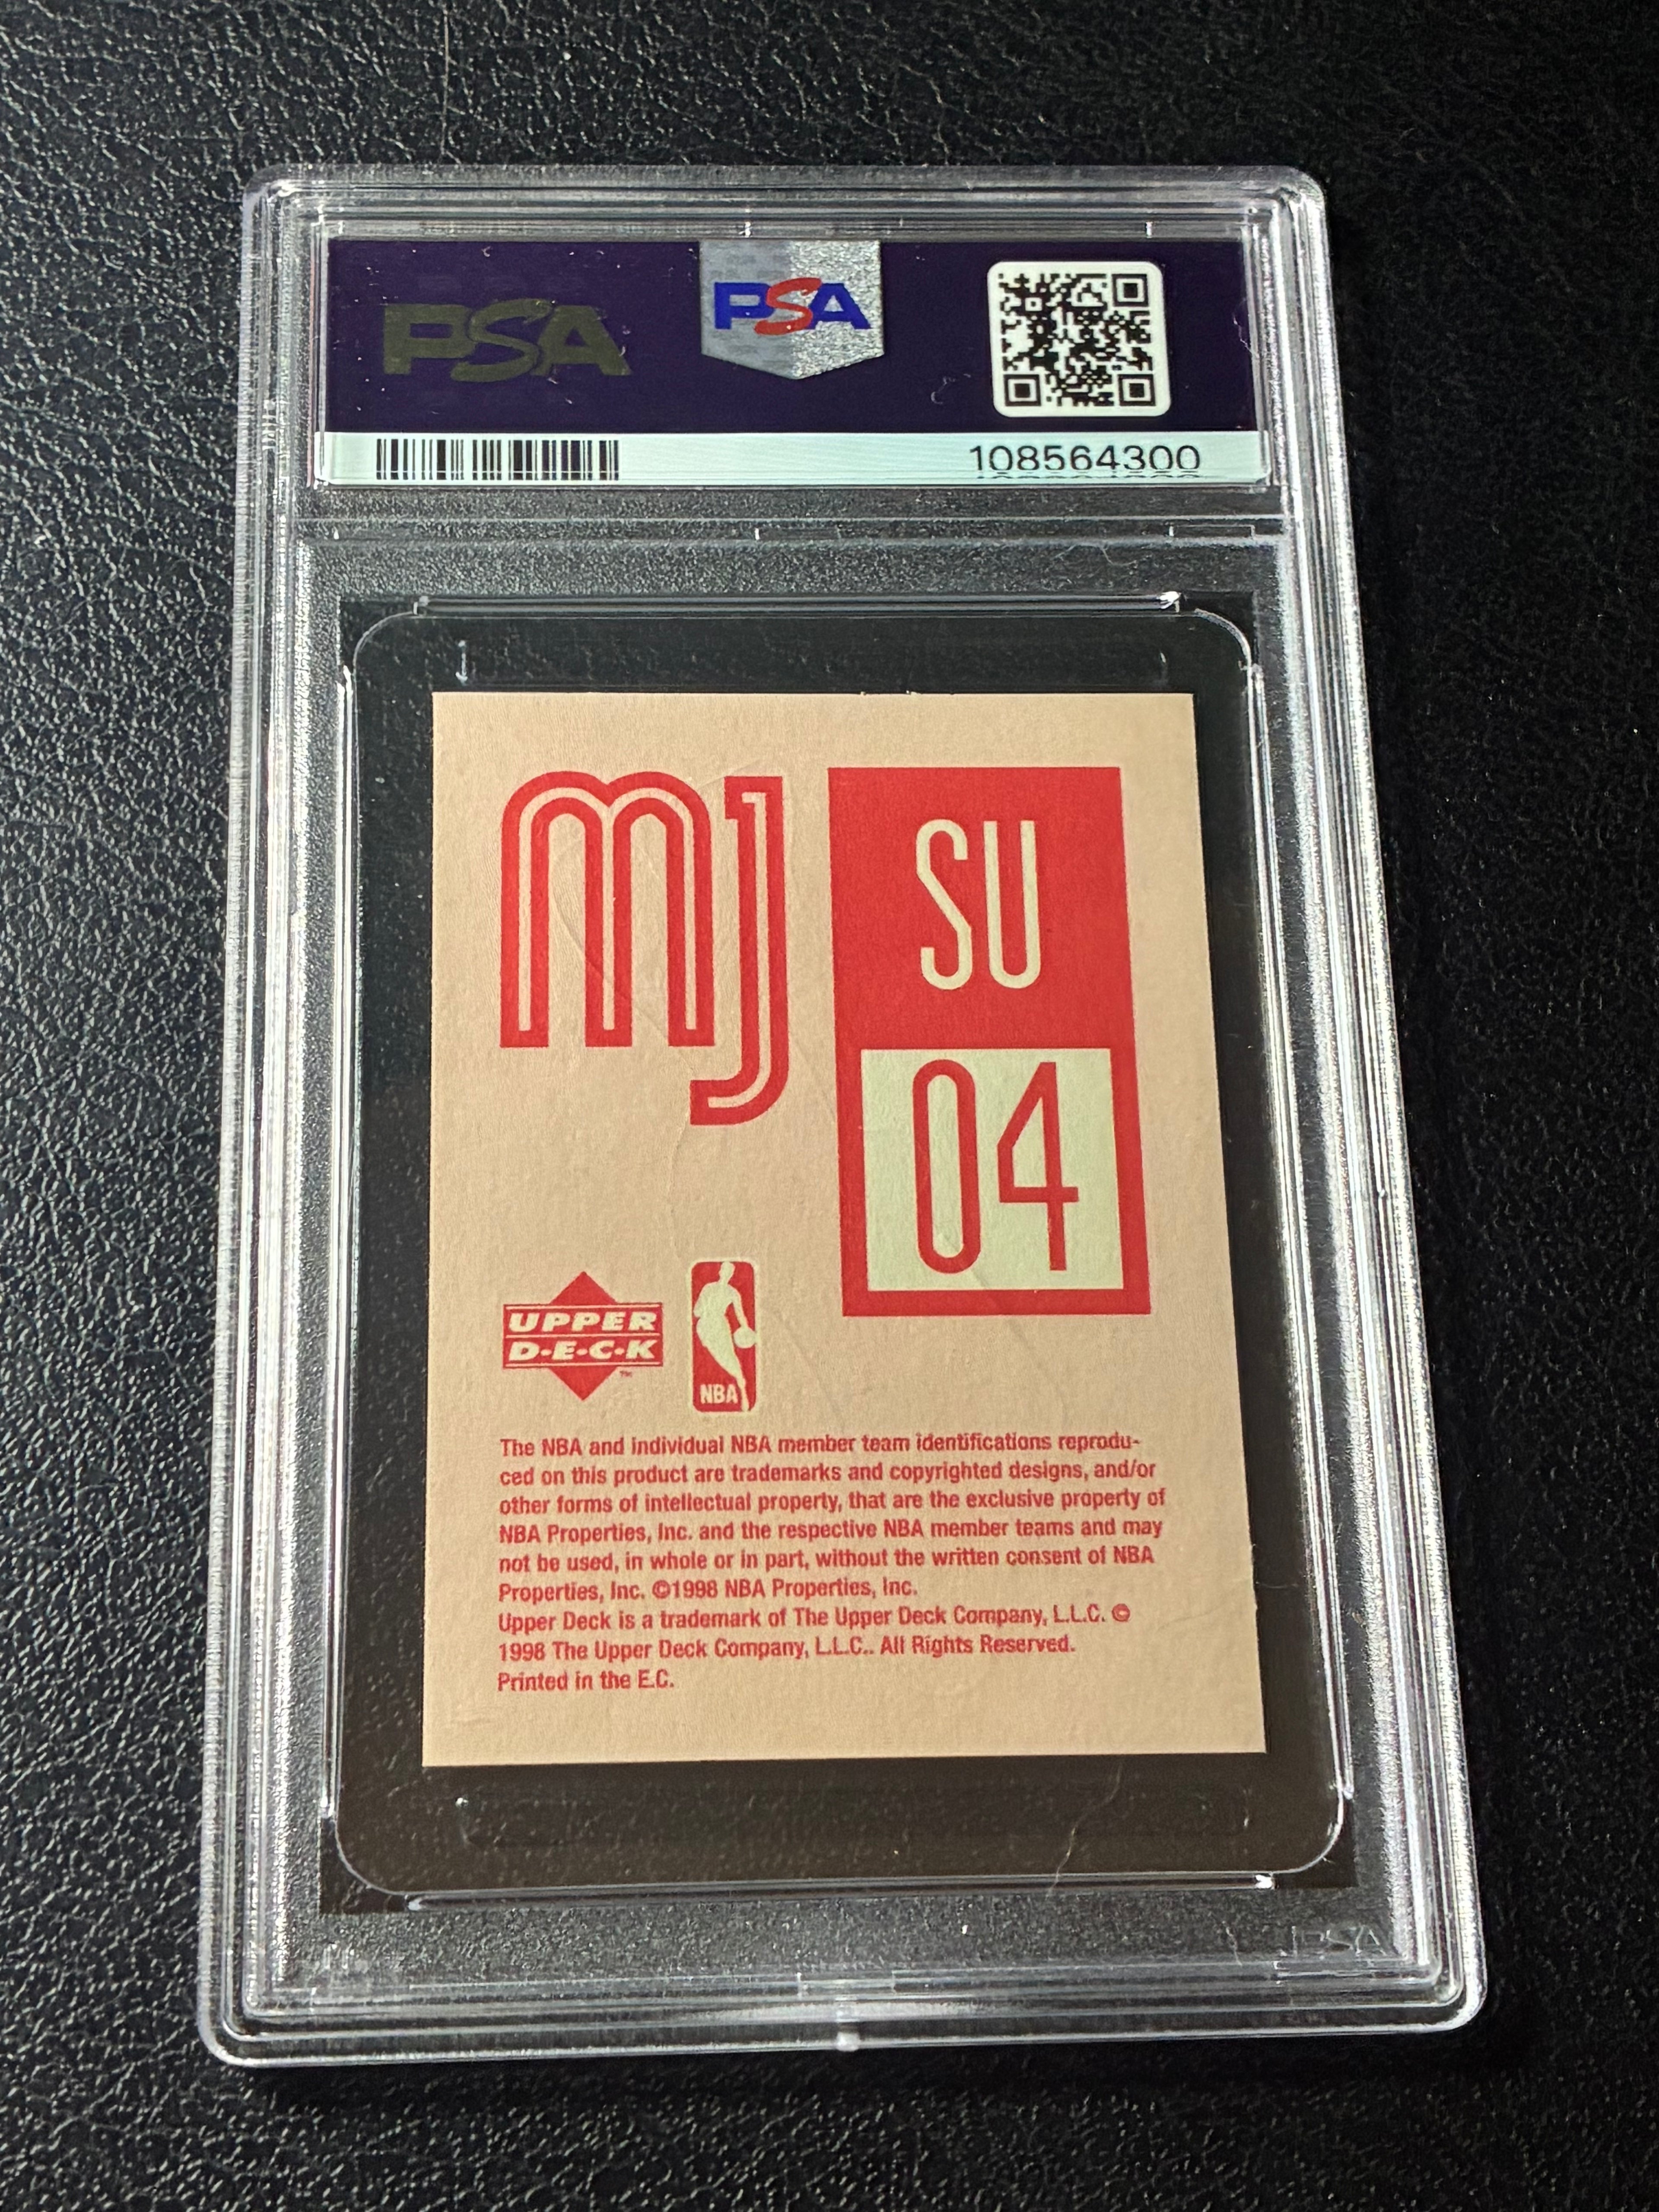 PSA
PSA
108564300
MJ
SU
04
UPPER
D·E·C·K
™
NBA
The NBA and individual NBA member team identifications reprodu-
ced on this product are trademarks and copyrighted designs, and/or
other forms of intellectual property, that are the exclusive property of
NBA Properties, Inc. and the respective NBA member teams and may
not be used, in whole or in part, without the written consent of NBA
Properties, Inc. ©1998 NBA Properties, Inc.
Upper Deck is a trademark of The Upper Deck Company, L.L.C. ©
1998 The Upper Deck Company, L.L.C.. All Rights Reserved.
Printed in the E.C.
PSA